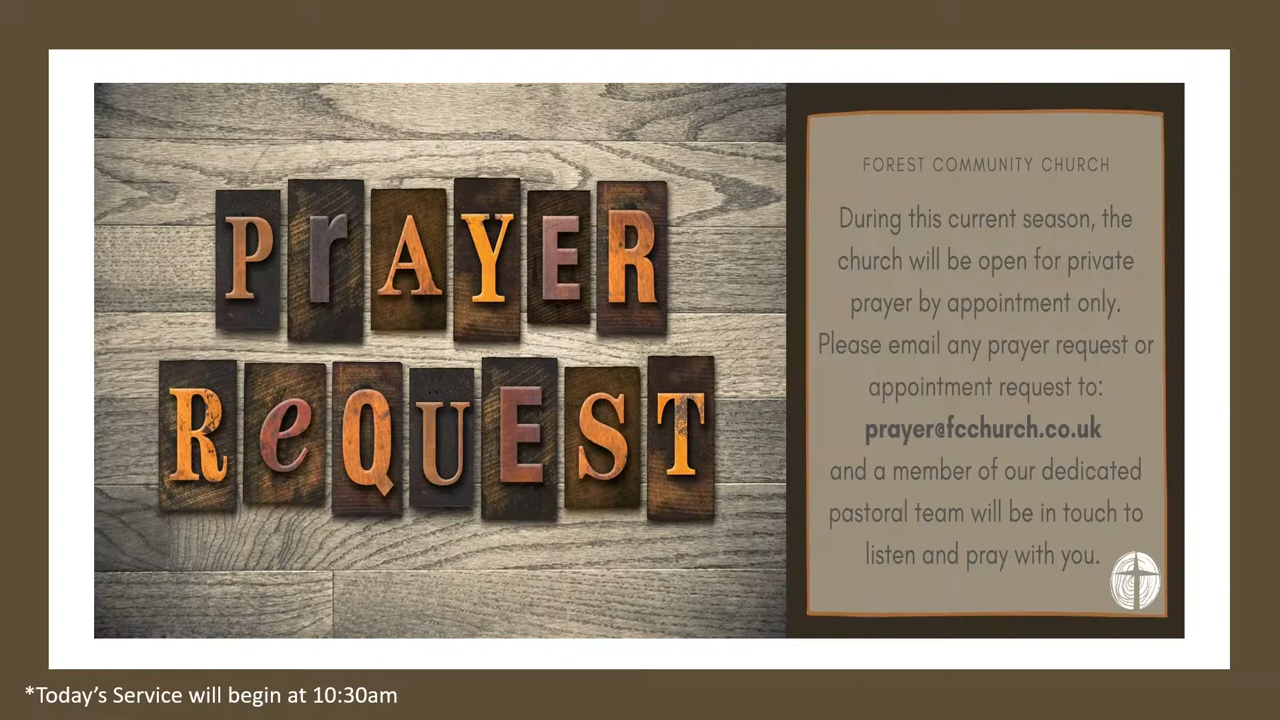 PrAYER
ReQUEST
FOREST COMMUNITY CHURCH
During this current season, the
church will be open for private
prayer by appointment only.
Please email any prayer request or
appointment request to:
prayer@fcchurch.co.uk
and a member of our dedicated
pastoral team will be in touch to
listen and pray with you.
*Today's Service will begin at 10:30am